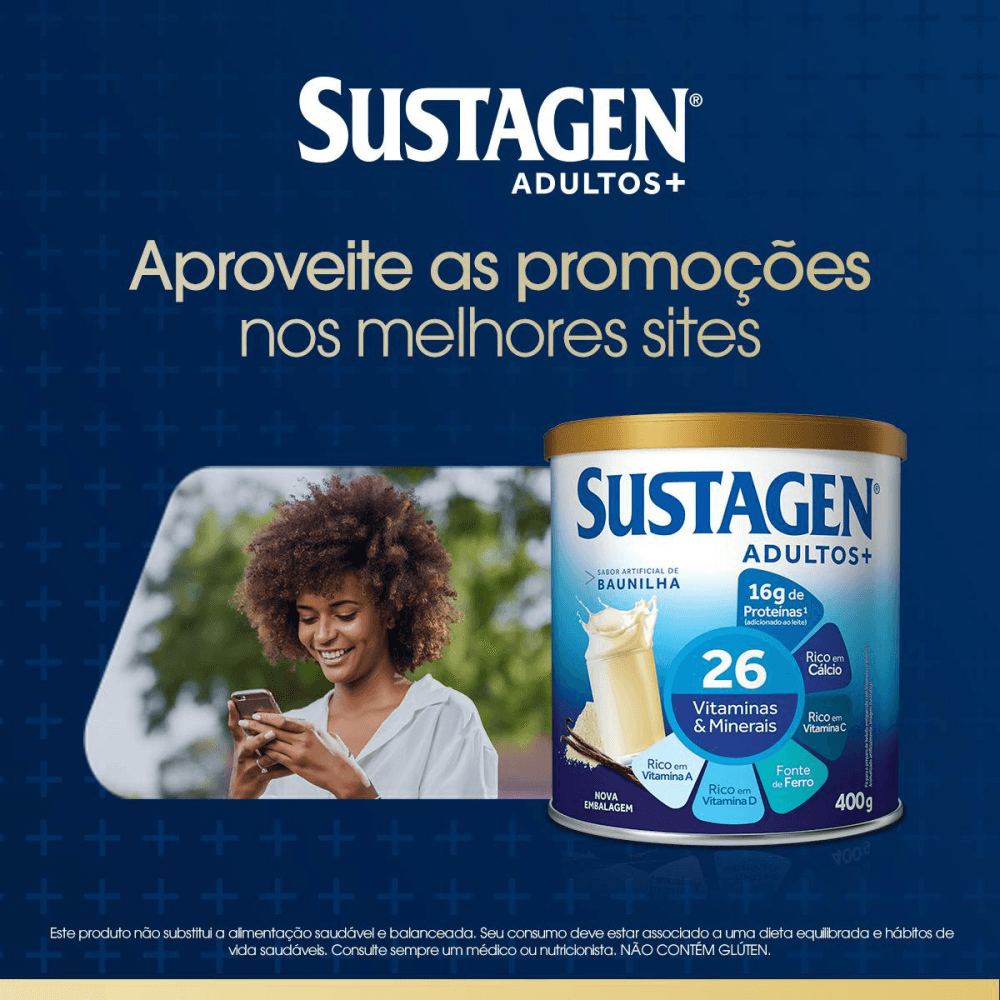 SUSTAGEN®
ADULTOS+
Aproveite as promoções
nos melhores sites
SUSTAGEN®
ADULTOS+
SABOR ARTIFICIAL DE
BAUNILHA
16g de
Proteínas¹
(adicionado ao leite)
26
Vitaminas
& Minerais
Rico em
Cálcio
Rico em
Vitamina C
Fonte
de Ferro
Rico em
Vitamina D
Rico em
Vitamina A
NOVA
EMBALAGEM
400g
Este produto não substitui a alimentação saudável e balanceada. Seu consumo deve estar associado a uma dieta equilibrada e hábitos de
vida saudáveis. Consulte sempre um médico ou nutricionista. NÃO CONTÉM GLÚTEN.